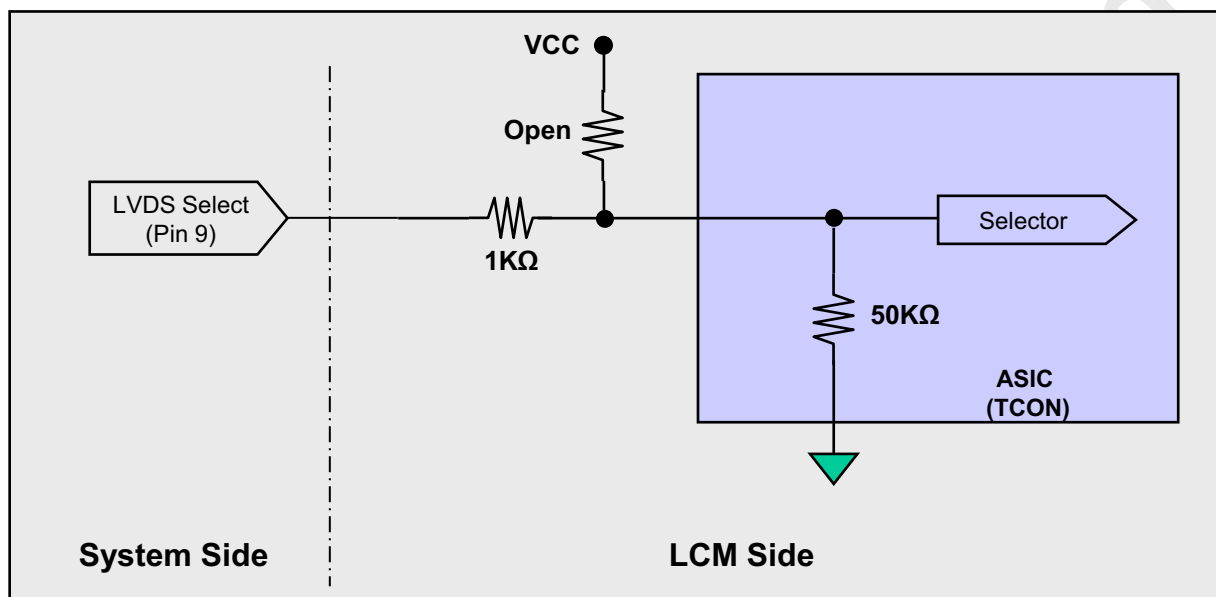 VCC
Open
LVDS Select
(Pin 9)
1KΩ
Selector
50KΩ
ASIC
(TCON)
System Side
LCM Side